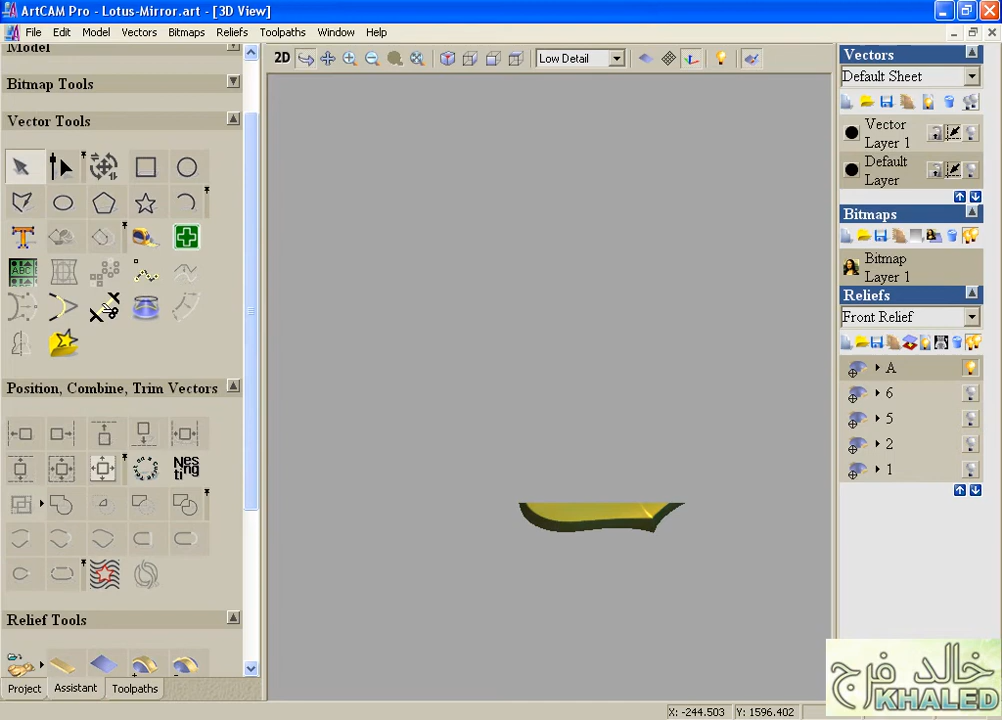 ArtCAM Pro - Lotus-Mirror.art - [3D View]
File Edit Model Vectors Bitmaps Reliefs Toolpaths Window Help
Model
2D
Low Detail
Bitmap Tools
Vector Tools
ABC
T
NES
ting
Position, Combine, Trim Vectors
Relief Tools
Project Assistant Toolpaths
Vectors
Default Sheet
Vector
Layer 1
Default
Layer
Bitmaps
Bitmap
Layer 1
Reliefs
Front Relief
A
6
5
2
1
خالد فرج
KHALED
X: -244.503 Y: 1596.402